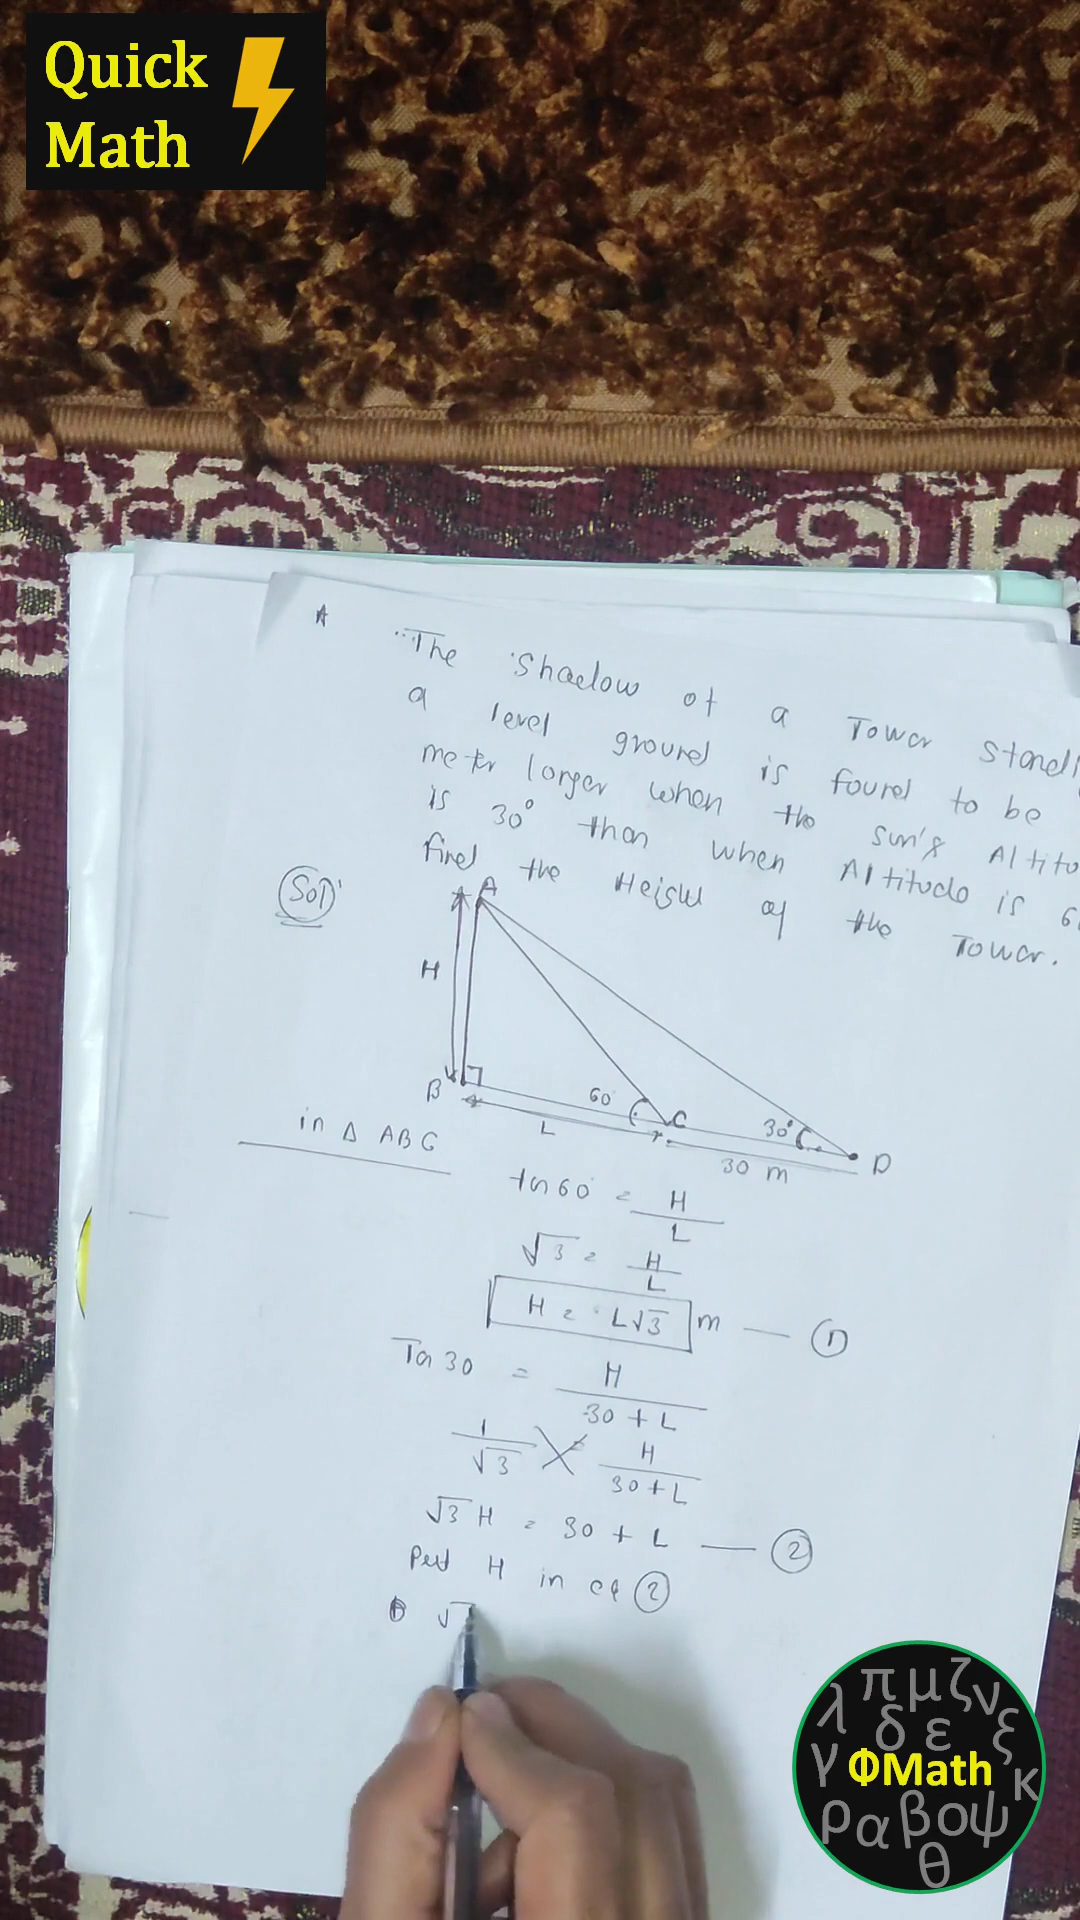 Quick
Math
A
The Shadow of a Tower standi
a level ground is found to be
meter longer when the sun's Altitu
is 30° than when Altitude is 6
find the Height of the Tower.
Sol'
A
H
B
60°
C
30°
D
L
30 m
in Δ ABC
tan 60 = H/L
√3 = H/L
H = L√3 m — ①
Tan 30 = H/30 + L
1/√3 = H/30 + L
√3 H = 30 + L — ②
Put H in eq ②
√
π μ ζ ν
λ δ ε ξ
γ ΦMath κ
ρ α β ο ψ
θ